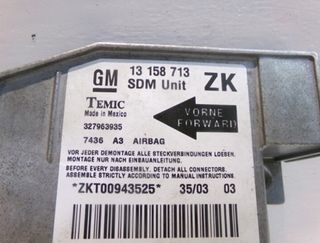 GM 13 158 713 ZK
SDM Unit
TEMIC
Made in Mexico
VORNE
FORWARD
327963935
7436 A3 AIRBAG
VOR JEDER DEMONTAGE ALLE STECKVERBINDUNGEN LOESEN.
MONTAGE NUR NACH EINBAUANLEITUNG.
BEFORE EVERY DISASSEMBLY, DETACH ALL CONNECTORS
ASSEMBLE STRICTLY ACCORDING TO MANUAL INSTRUCTIONS.
*ZKT00943525* 35/03 03